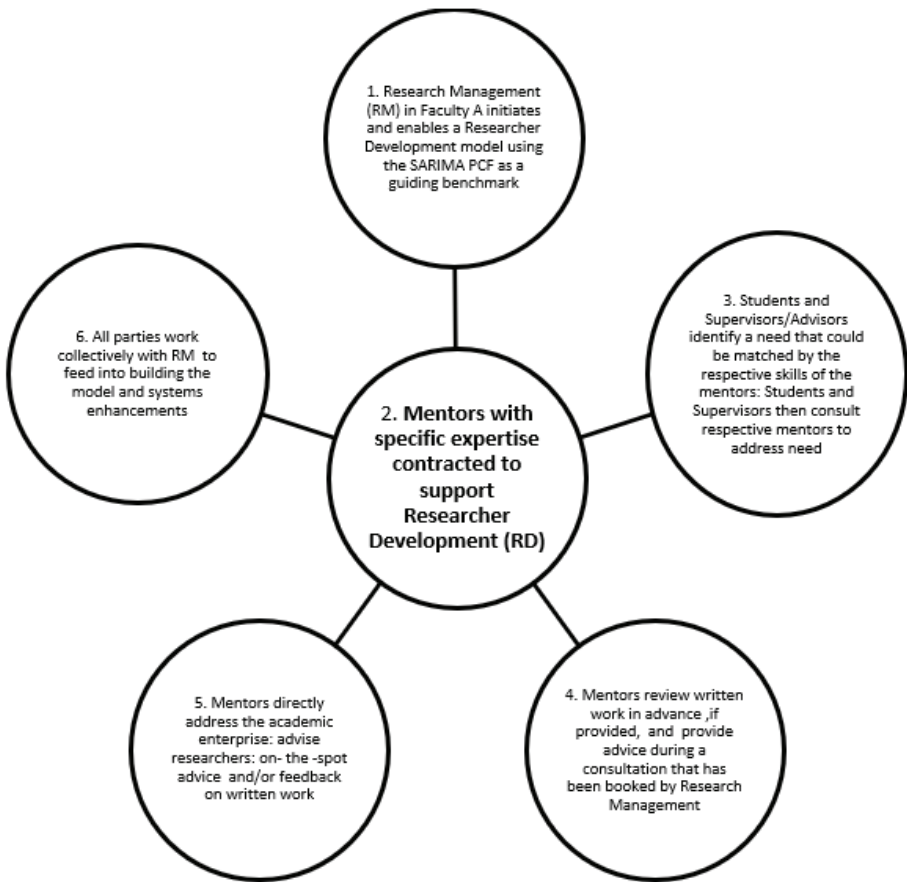 1. Research Management
(RM) in Faculty A initiates
and enables a Researcher
Development model using
the SARIMA PCF as a
guiding benchmark
2. Mentors with
specific expertise
contracted to
support
Researcher
Development (RD)
3. Students and
Supervisors/Advisors
identify a need that could
be matched by the
respective skills of the
mentors: Students and
Supervisors then consult
respective mentors to
address need
4. Mentors review written
work in advance ,if
provided, and provide
advice during a
consultation that has
been booked by Research
Management
5. Mentors directly
address the academic
enterprise: advise
researchers: on- the -spot
advice and/or feedback
on written work
6. All parties work
collectively with RM to
feed into building the
model and systems
enhancements